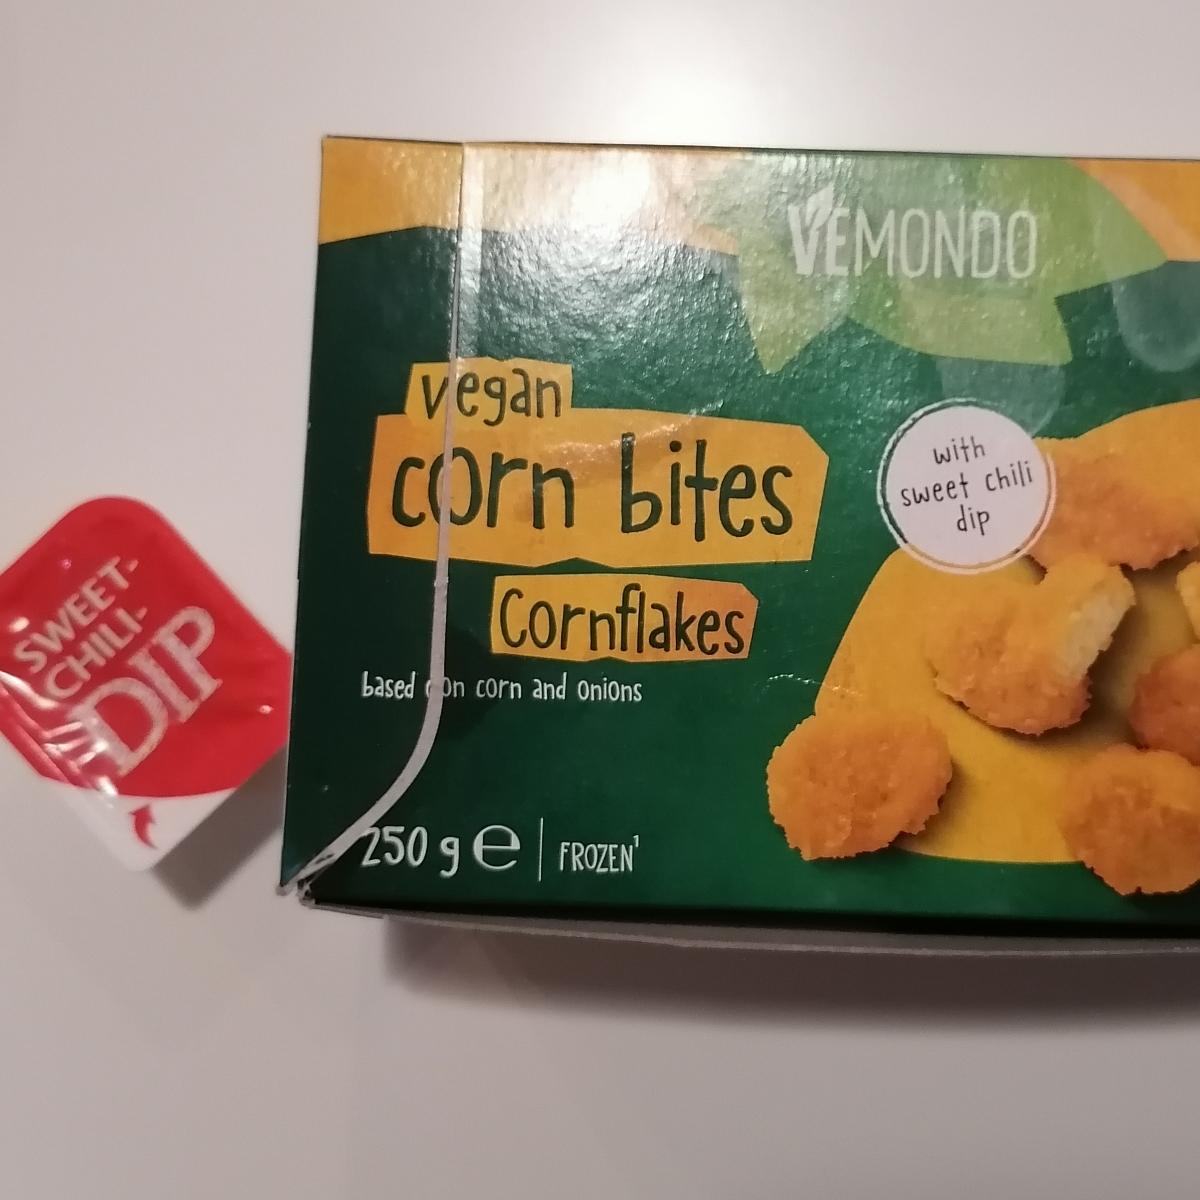 VEMONDO
vegan
corn bites
Cornflakes
based on corn and onions
with
sweet chili
dip
250 g ℮ | FROZEN¹
SWEET-
CHILI-
DIP